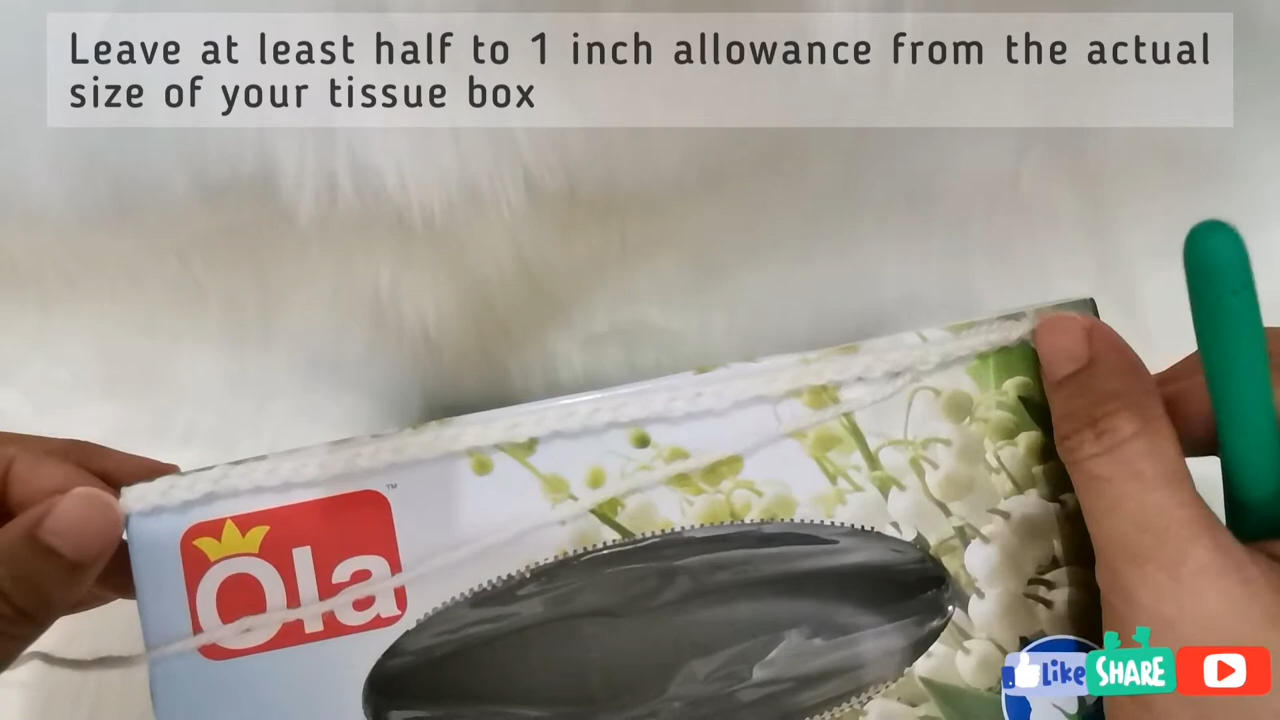 Leave at least half to 1 inch allowance from the actual
size of your tissue box
Ola
TM
Like
SHARE